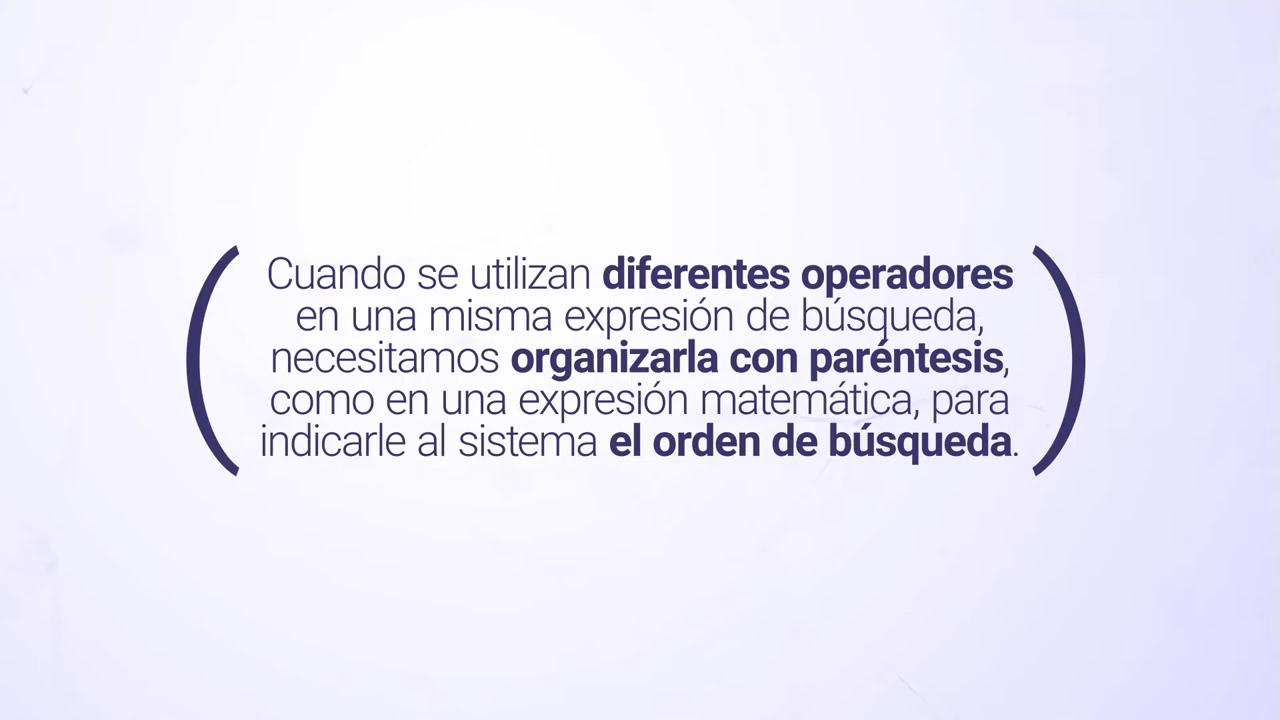 (Cuando se utilizan diferentes operadores
en una misma expresión de búsqueda,
necesitamos organizarla con paréntesis,
como en una expresión matemática, para
indicarle al sistema el orden de búsqueda.)